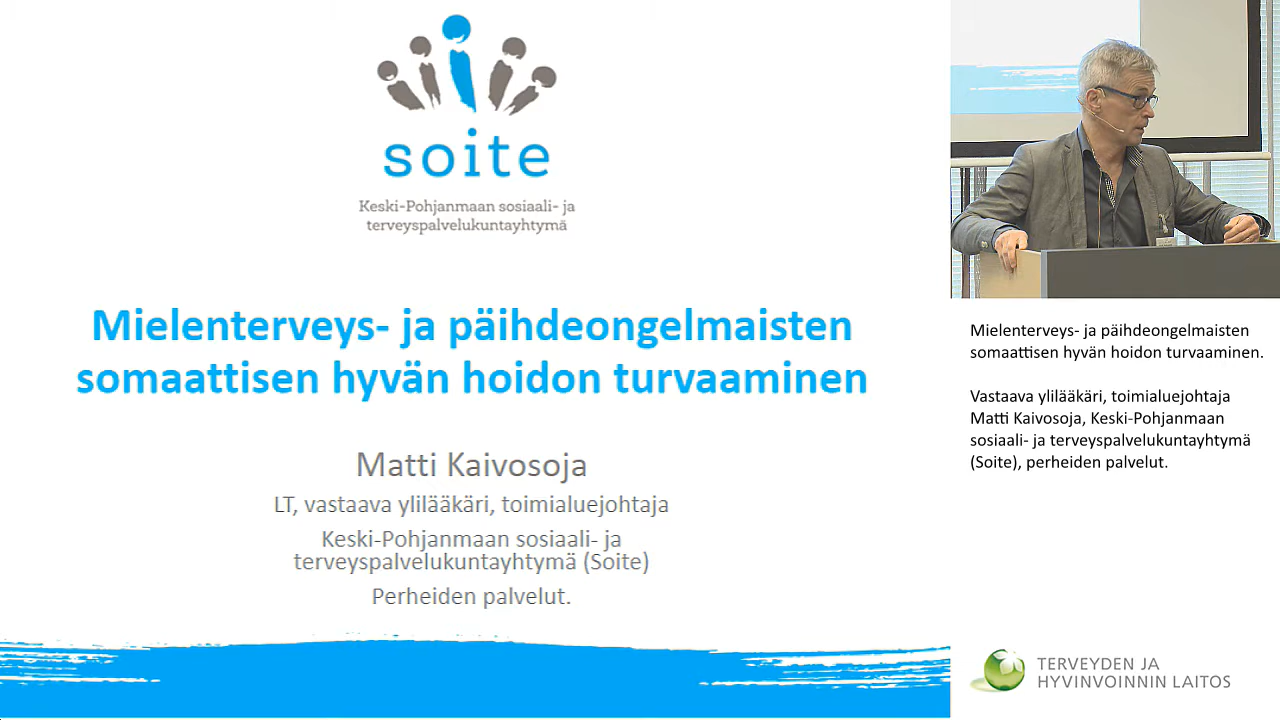 soite
Keski-Pohjanmaan sosiaali- ja
terveyspalvelukuntayhtymä
Mielenterveys- ja päihdeongelmaisten
somaattisen hyvän hoidon turvaaminen
Matti Kaivosoja
LT, vastaava ylilääkäri, toimialuejohtaja
Keski-Pohjanmaan sosiaali- ja
terveyspalvelukuntayhtymä (Soite)
Perheiden palvelut.
Mielenterveys- ja päihdeongelmaisten
somaattisen hyvän hoidon turvaaminen.
Vastaava ylilääkäri, toimialuejohtaja
Matti Kaivosoja, Keski-Pohjanmaan
sosiaali- ja terveyspalvelukuntayhtymä
(Soite), perheiden palvelut.
TERVEYDEN JA
HYVINVOINNIN LAITOS